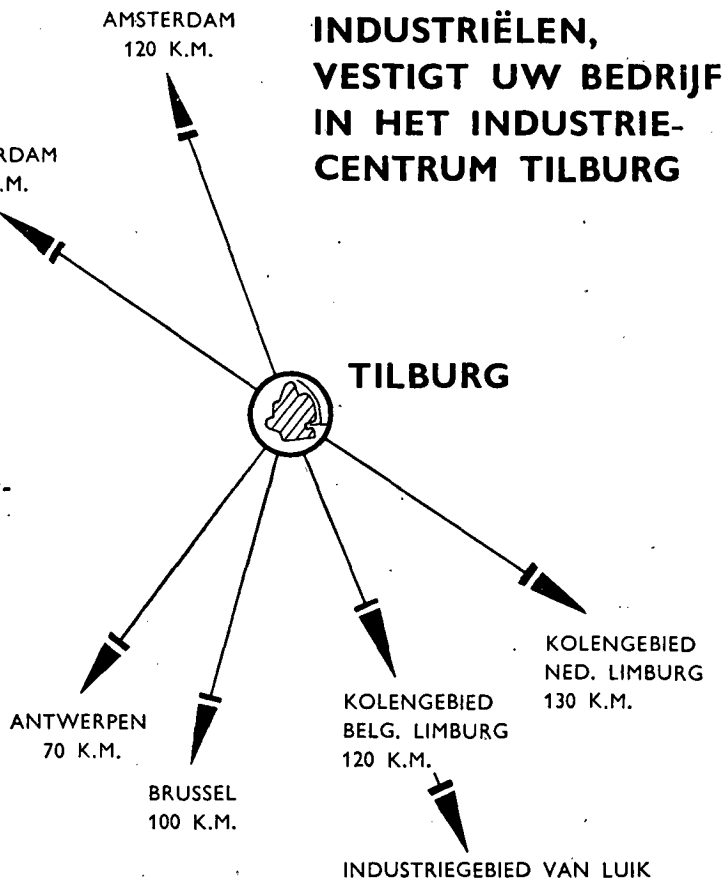 AMSTERDAM
120 K.M.
INDUSTRIËLEN,
VESTIGT UW BEDRIJF
IN HET INDUSTRIE-
CENTRUM TILBURG
RDAM
.M.
TILBURG
-
KOLENGEBIED
NED. LIMBURG
130 K.M.
KOLENGEBIED
BELG. LIMBURG
120 K.M.
ANTWERPEN
70 K.M.
BRUSSEL
100 K.M.
INDUSTRIEGEBIED VAN LUIK